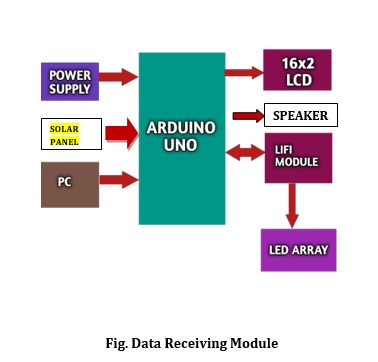 POWER
SUPPLY
SOLAR
PANEL
PC
ARDUINO
UNO
16x2
LCD
SPEAKER
LIFI
MODULE
LED ARRAY
Fig. Data Receiving Module